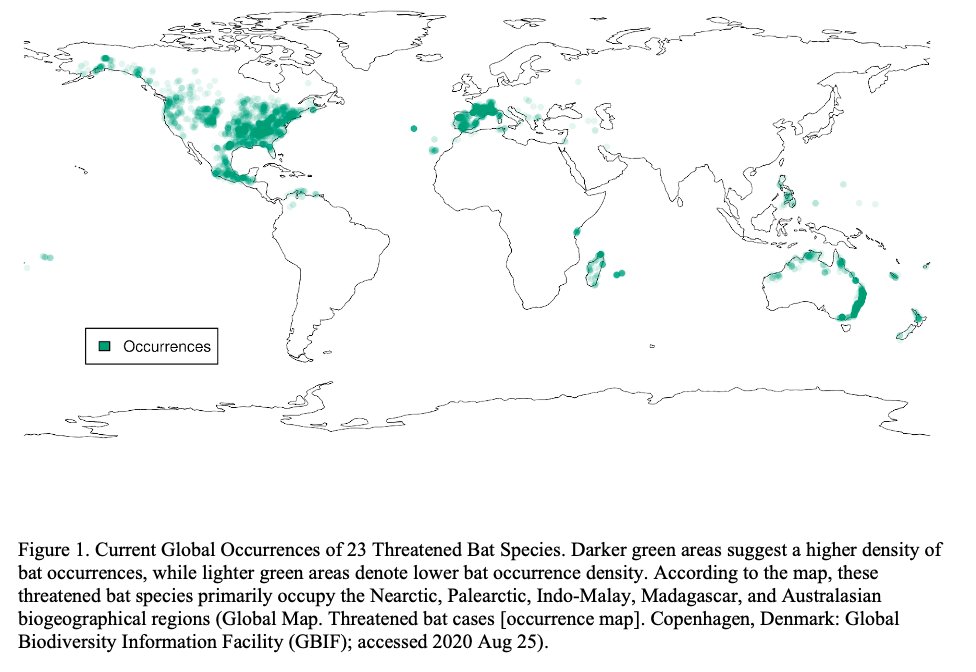 Occurrences
Figure 1. Current Global Occurrences of 23 Threatened Bat Species. Darker green areas suggest a higher density of
bat occurrences, while lighter green areas denote lower bat occurrence density. According to the map, these
threatened bat species primarily occupy the Nearctic, Palearctic, Indo-Malay, Madagascar, and Australasian
biogeographical regions (Global Map. Threatened bat cases [occurrence map]. Copenhagen, Denmark: Global
Biodiversity Information Facility (GBIF); accessed 2020 Aug 25).